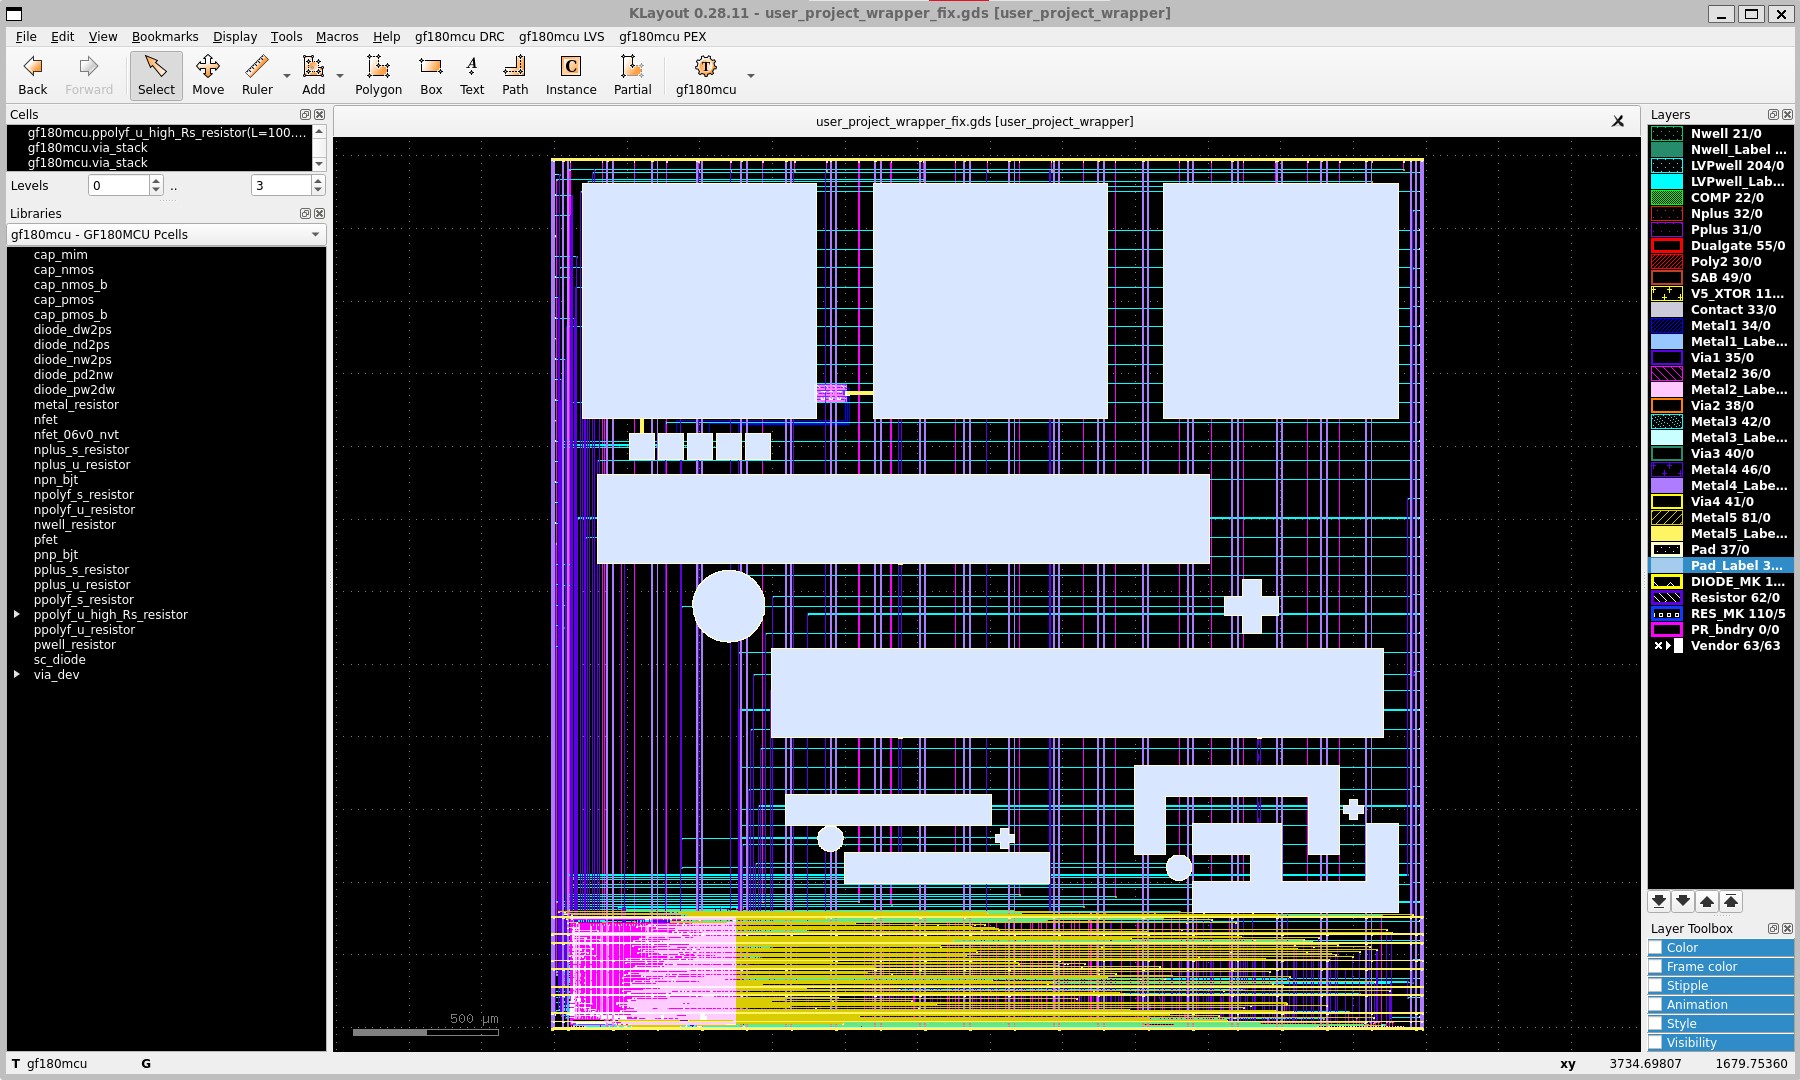 KLayout 0.28.11 - user_project_wrapper_fix.gds [user_project_wrapper]
File Edit View Bookmarks Display Tools Macros Help gf180mcu DRC gf180mcu LVS gf180mcu PEX
Back Forward Select Move Ruler Add Polygon Box Text Path Instance Partial gf180mcu
Cells
gf180mcu.ppolyf_u_high_Rs_resistor(L=100....
gf180mcu.via_stack
gf180mcu.via_stack
Levels 0 .. 3
Libraries
gf180mcu - GF180MCU Pcells
cap_mim
cap_nmos
cap_nmos_b
cap_pmos
cap_pmos_b
diode_dw2ps
diode_nd2ps
diode_nw2ps
diode_pd2nw
diode_pw2dw
metal_resistor
nfet
nfet_06v0_nvt
nplus_s_resistor
nplus_u_resistor
npn_bjt
npolyf_s_resistor
npolyf_u_resistor
nwell_resistor
pfet
pnp_bjt
pplus_s_resistor
pplus_u_resistor
ppolyf_s_resistor
ppolyf_u_high_Rs_resistor
ppolyf_u_resistor
pwell_resistor
sc_diode
via_dev
user_project_wrapper_fix.gds [user_project_wrapper]
500 µm
Layers
Nwell 21/0
Nwell_Label ...
LVPwell 204/0
LVPwell_Lab...
COMP 22/0
Nplus 32/0
Pplus 31/0
Dualgate 55/0
Poly2 30/0
SAB 49/0
V5_XTOR 11...
Contact 33/0
Metal1 34/0
Metal1_Labe...
Via1 35/0
Metal2 36/0
Metal2_Labe...
Via2 38/0
Metal3 42/0
Metal3_Labe...
Via3 40/0
Metal4 46/0
Metal4_Labe...
Via4 41/0
Metal5 81/0
Metal5_Labe...
Pad 37/0
Pad_Label 3...
DIODE_MK 1...
Resistor 62/0
RES_MK 110/5
PR_bndry 0/0
Vendor 63/63
Layer Toolbox
Color
Frame color
Stipple
Animation
Style
Visibility
T gf180mcu G xy 3734.69807 1679.75360